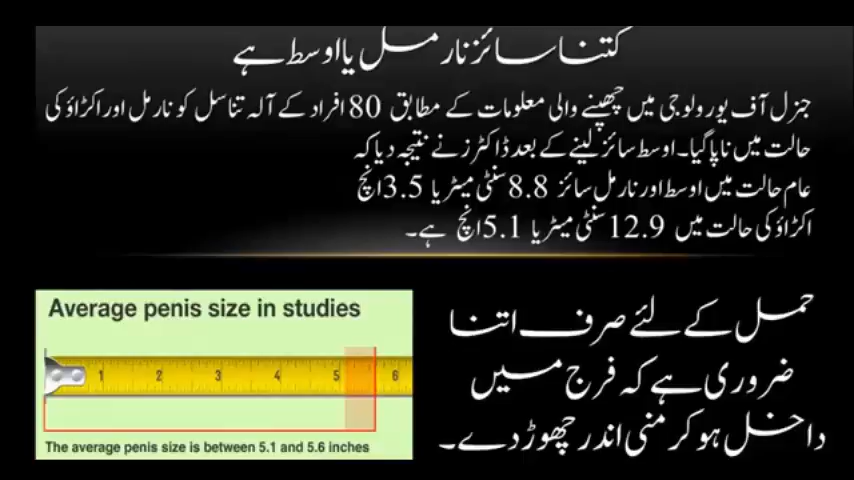 کتنا سائز نارمل یا اوسط ہے
جنرل آف یورولوجی میں چھپنے والی معلومات کے مطابق 80 افراد کے آلہ تناسل کو نارمل اور اکڑاؤ کی
حالت میں ناپا گیا۔ اوسط سائز لینے کے بعد ڈاکٹرز نے نتیجہ دیا کہ
عام حالت میں اوسط اور نارمل سائز 8.8 سنٹی میٹر یا 3.5 انچ
اکڑاؤ کی حالت میں 12.9 سنٹی میٹر یا 5.1 انچ ہے۔
Average penis size in studies
1 2 3 4 5 6
The average penis size is between 5.1 and 5.6 inches
حمل کے لئے صرف اتنا
ضروری ہے کہ فرج میں
داخل ہو کر منی اندر چھوڑ دے۔